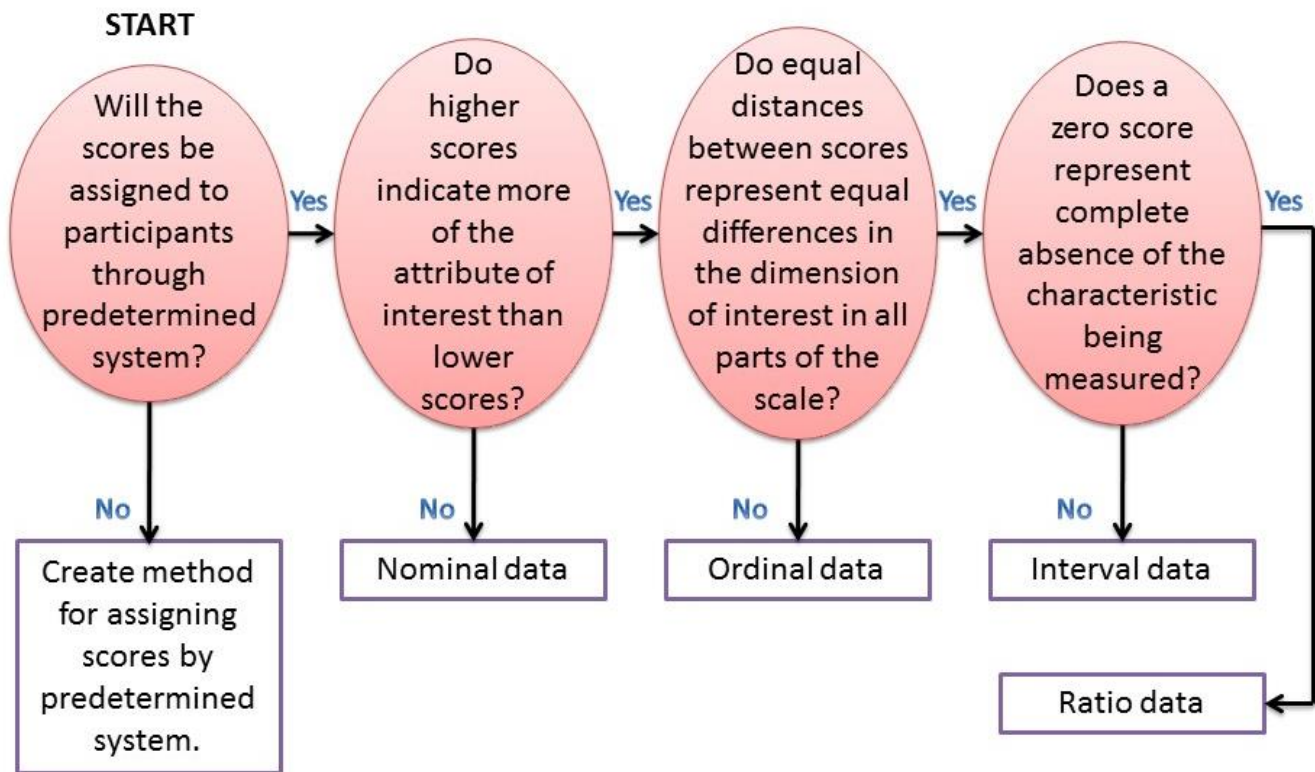 START
Will the
scores be
assigned to
participants
through
predetermined
system?
Yes
Do
higher
scores
indicate more
of the
attribute of
interest than
lower
scores?
Yes
Do equal
distances
between scores
represent equal
differences in
the dimension
of interest in all
parts of the
scale?
Yes
Does a
zero score
represent
complete
absence of the
characteristic
being
measured?
Yes
No
No
No
No
Create method
for assigning
scores by
predetermined
system.
Nominal data
Ordinal data
Interval data
Ratio data